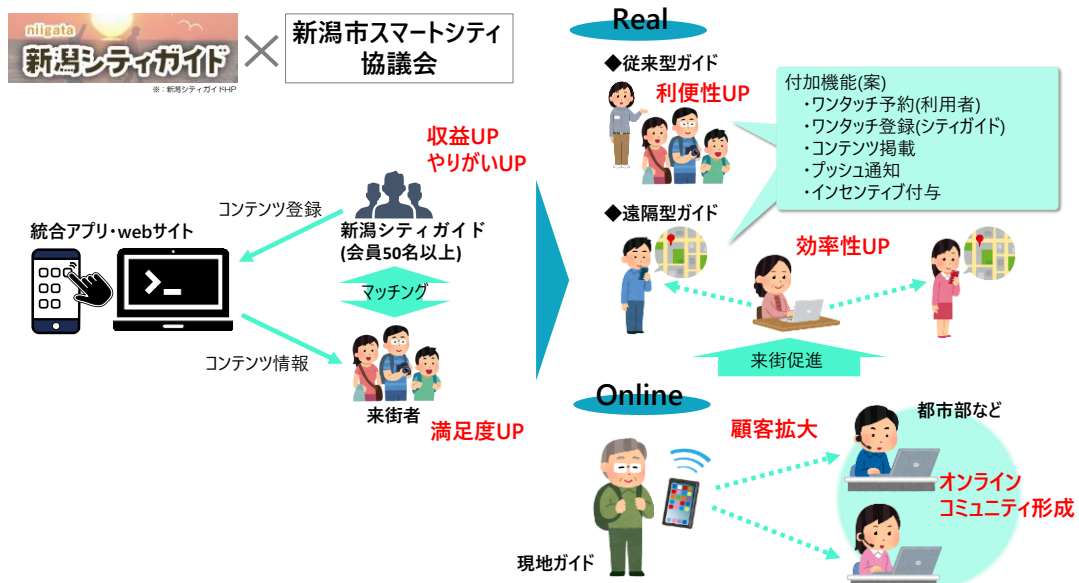 niigata
新潟シティガイド
※：新潟シティガイドHP
新潟市スマートシティ
協議会
収益UP
やりがいUP
コンテンツ登録
統合アプリ・webサイト
新潟シティガイド
(会員50名以上)
マッチング
コンテンツ情報
来街者
満足度UP
Real
◆従来型ガイド
利便性UP
付加機能(案)
・ワンタッチ予約(利用者)
・ワンタッチ登録(シティガイド)
・コンテンツ掲載
・プッシュ通知
・インセンティブ付与
◆遠隔型ガイド
効率性UP
来街促進
Online
顧客拡大
都市部など
オンライン
コミュニティ形成
現地ガイド